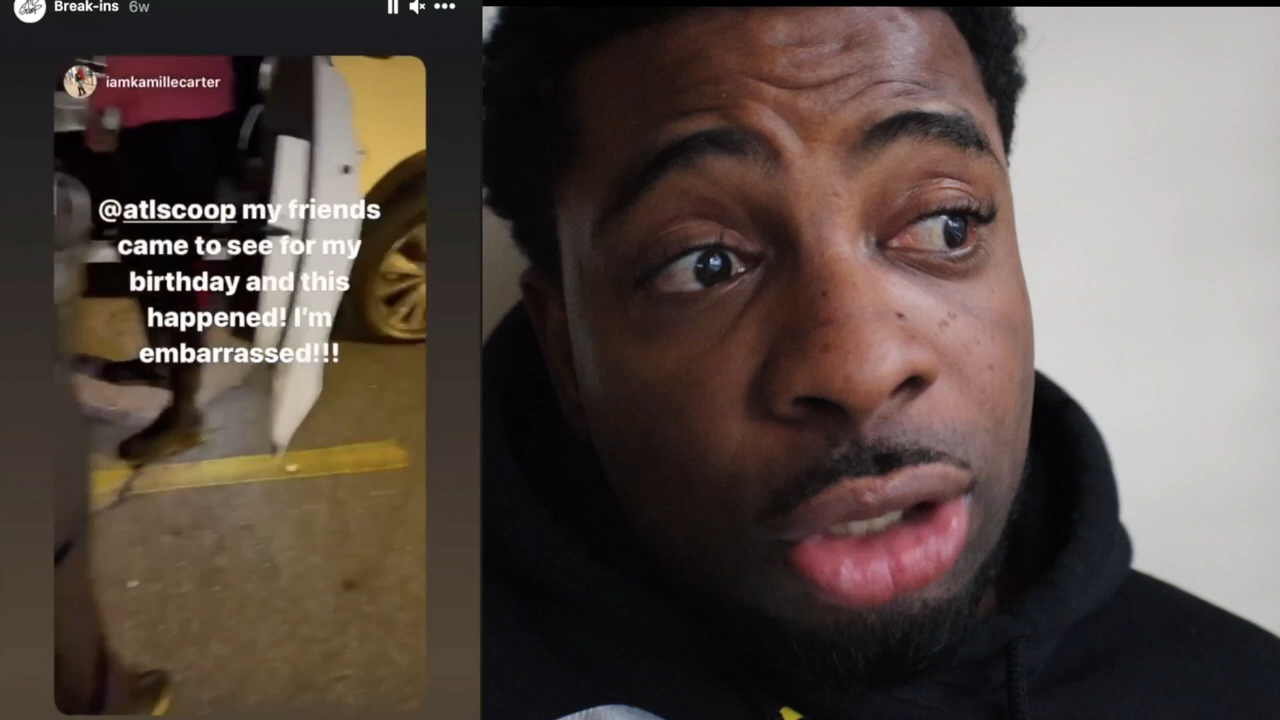 Break-ins 6w
iamkamillecarter
@atlscoop my friends
came to see for my
birthday and this
happened! I'm
embarrassed!!!